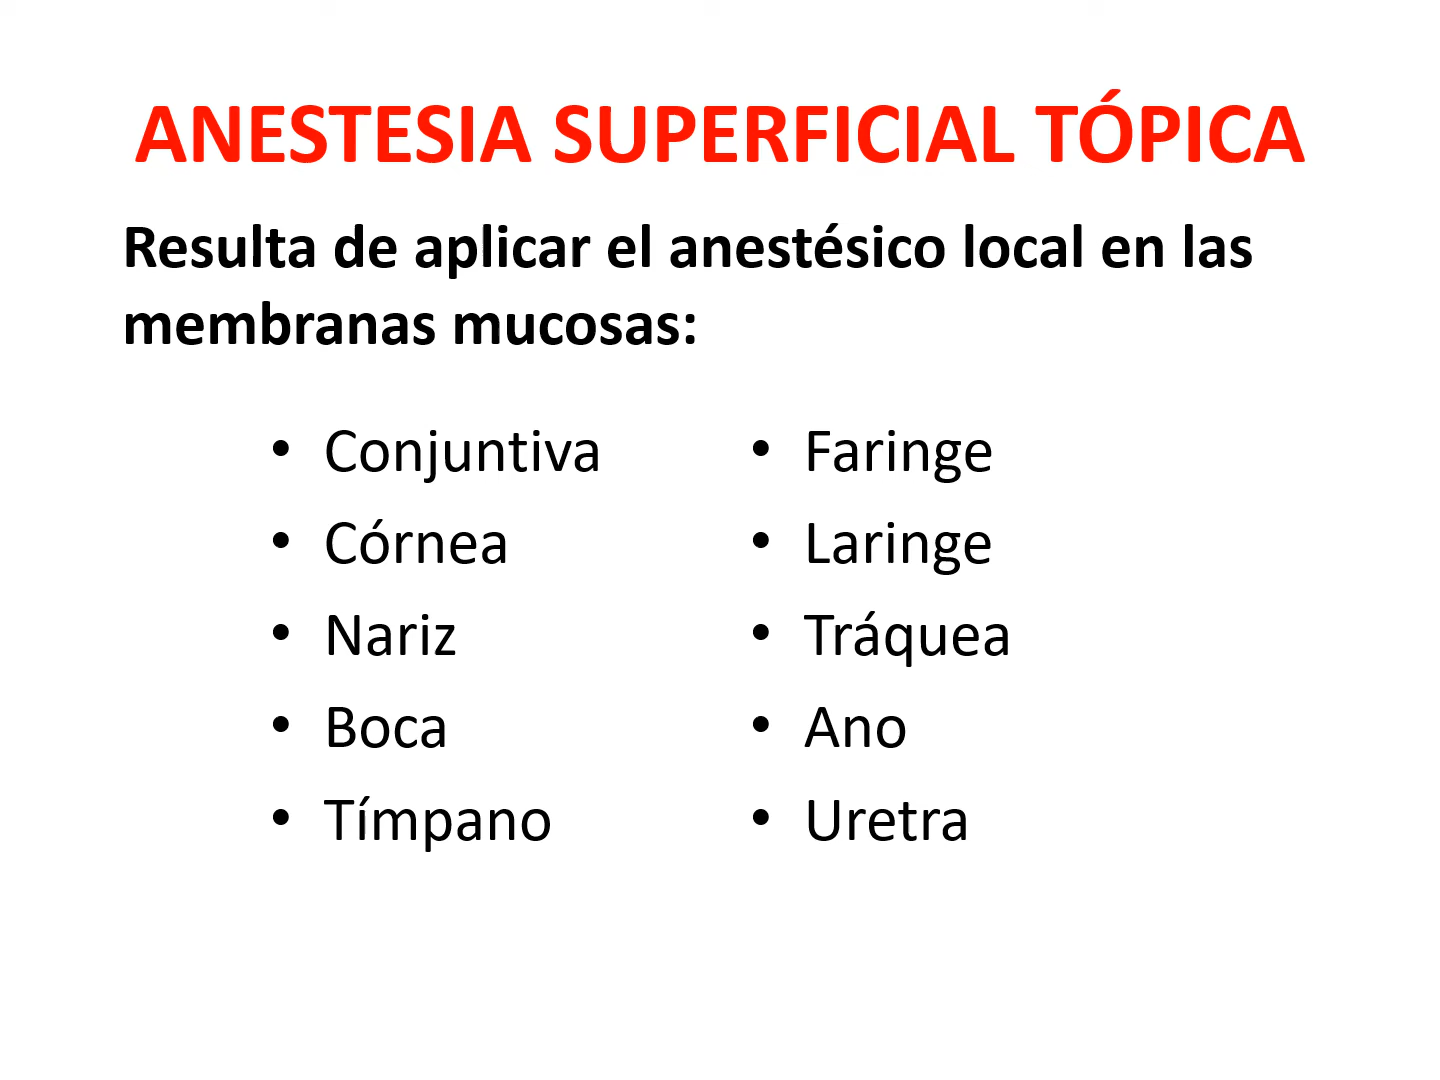 ANESTESIA SUPERFICIAL TÓPICA
Resulta de aplicar el anestésico local en las
membranas mucosas:
• Conjuntiva
• Córnea
• Nariz
• Boca
• Tímpano
• Faringe
• Laringe
• Tráquea
• Ano
• Uretra